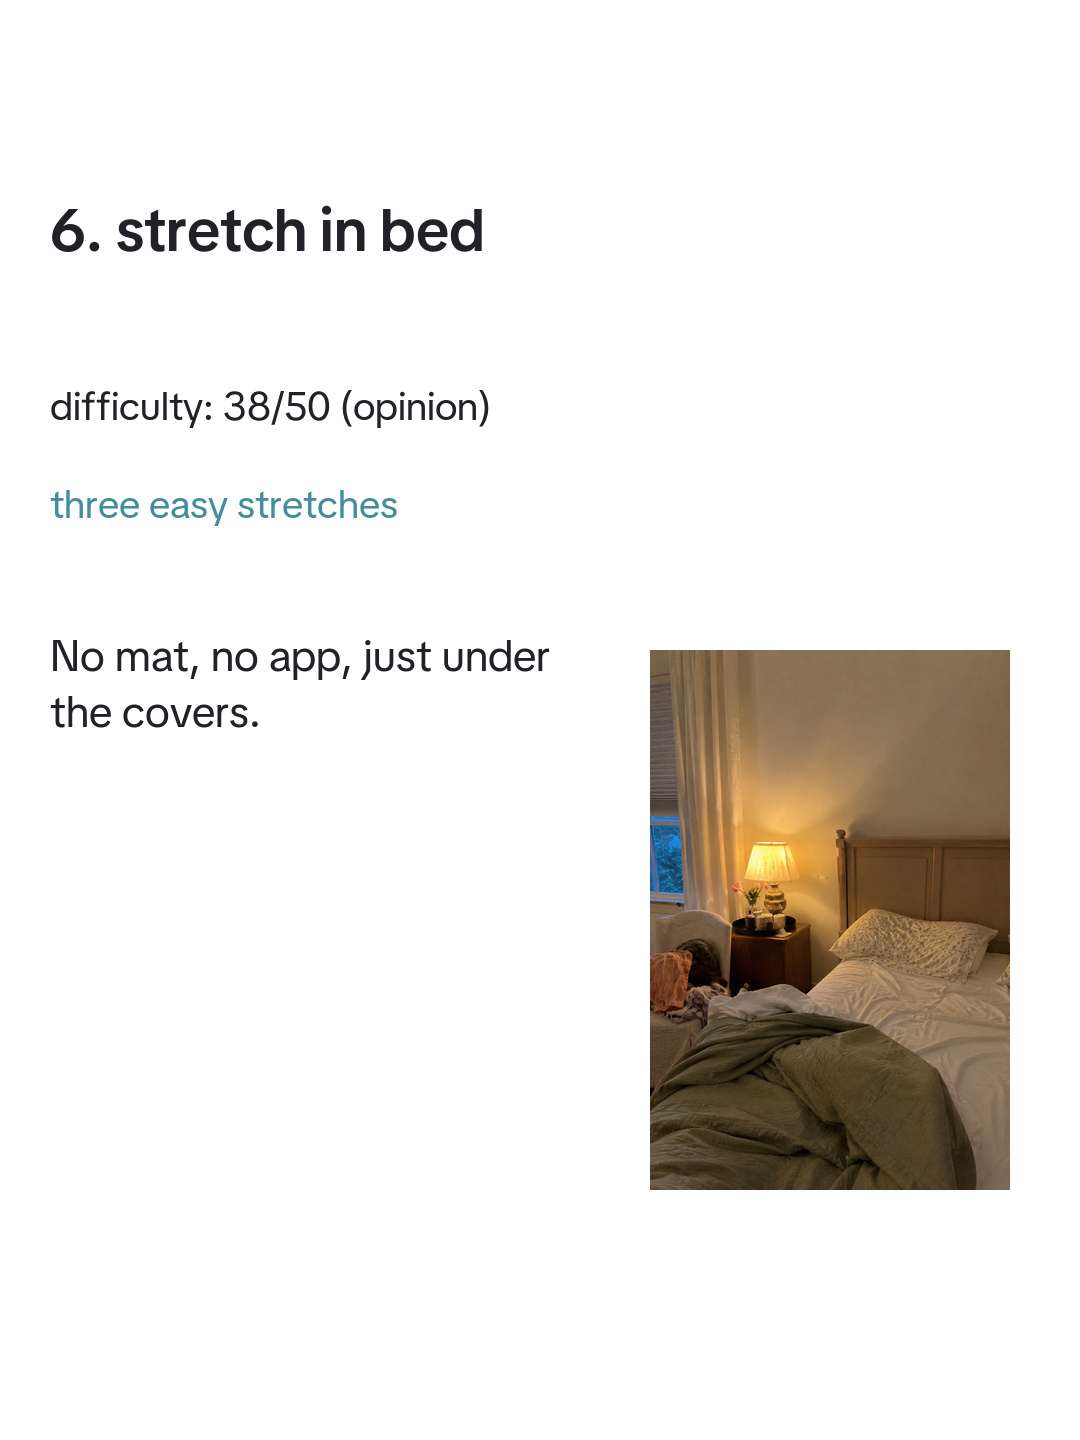 6. stretch in bed
difficulty: 38/50 (opinion)
three easy stretches
No mat, no app, just under
the covers.